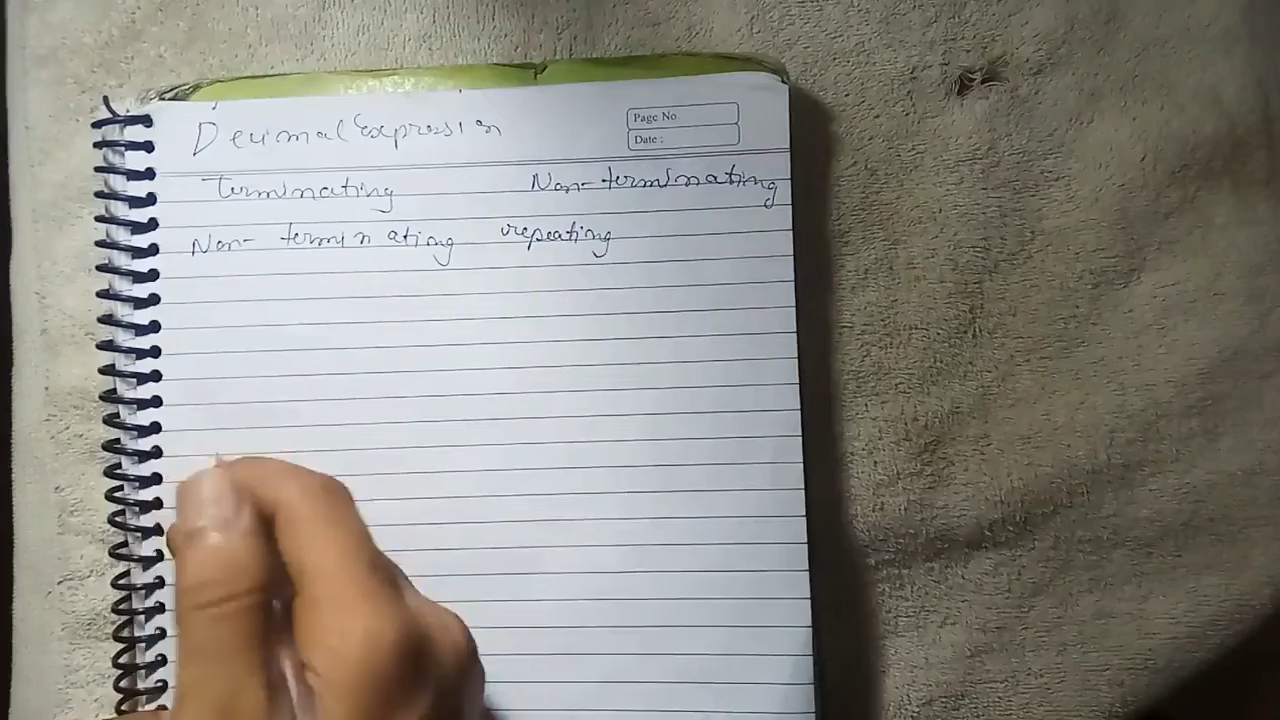 Decimal Expression
Page No.
Date :
Terminating Non-terminating
Non-terminating repeating